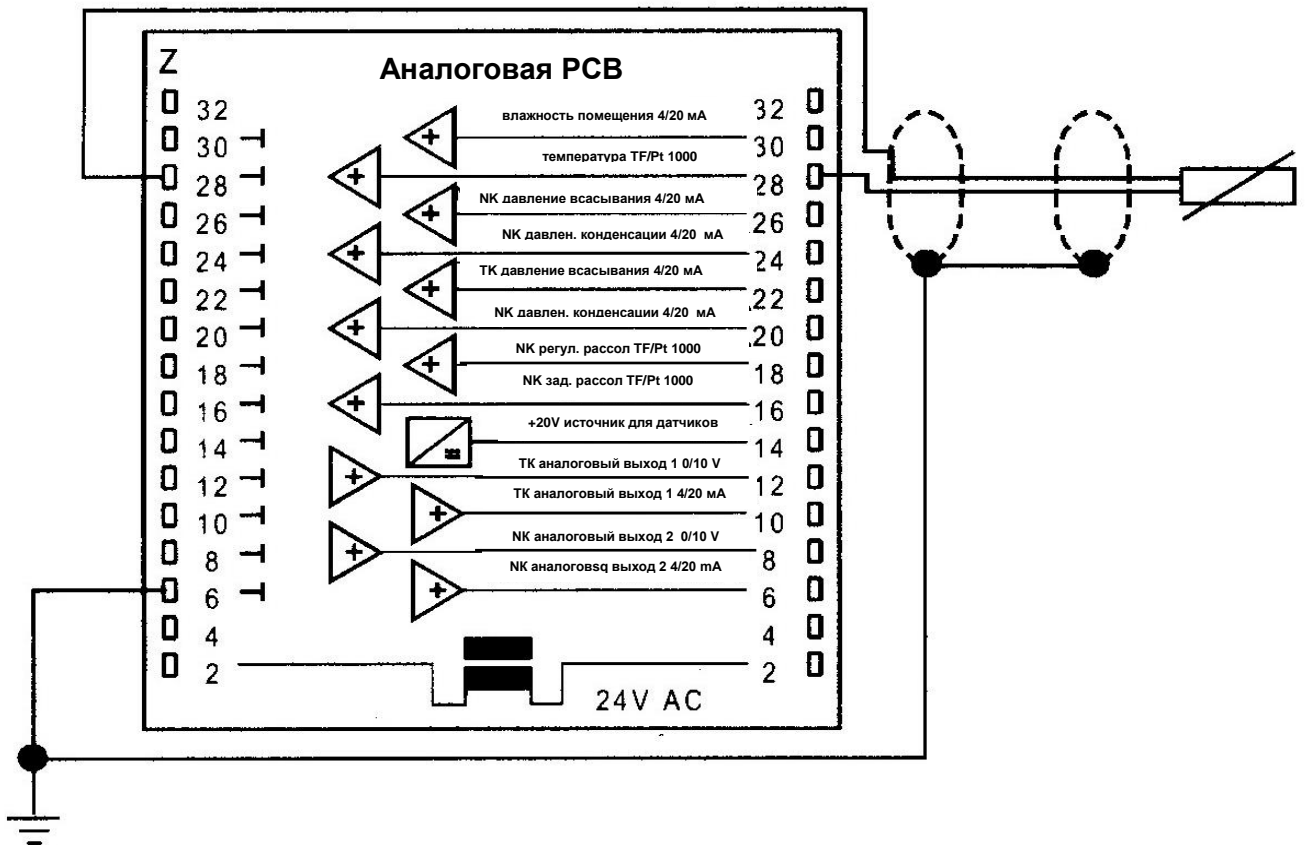 Z
Аналоговая PCB
32 влажность помещения 4/20 мА 32
30 30
температура TF/Pt 1000
28 28
NK давление всасывания 4/20 мА
26 26
NK давлен. конденсации 4/20 мА
24 24
ТК давление всасывания 4/20 мА
22 22
NK давлен. конденсации 4/20 мА
20 20
NK регул. рассол TF/Pt 1000
18 18
NK зад. рассол TF/Pt 1000
16 16
+20V источник для датчиков
14 14
ТК аналоговый выход 1 0/10 V
12 12
ТК аналоговый выход 1 4/20 мА
10 10
NK аналоговый выход 2 0/10 V
8 8
NK аналоговsq выход 2 4/20 mA
6 6
4 4
2 2
24V AC